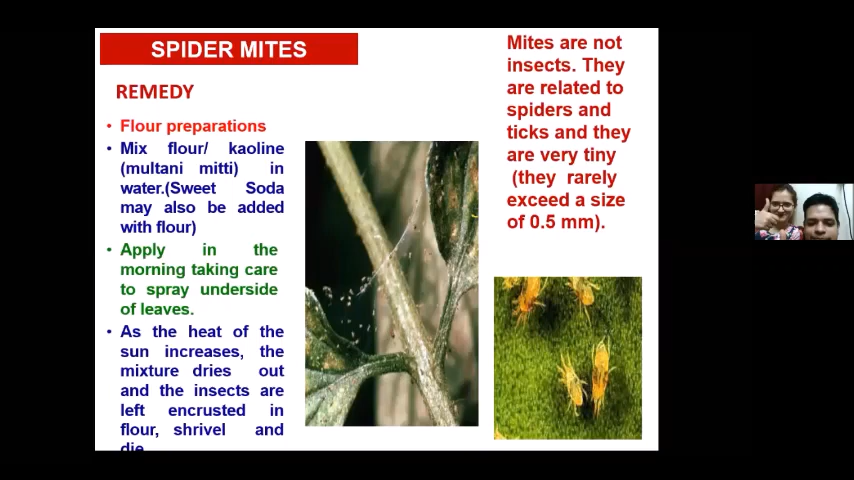 SPIDER MITES
REMEDY
• Flour preparations
• Mix flour/ kaoline
(multani mitti) in
water.(Sweet Soda
may also be added
with flour)
• Apply in the
morning taking care
to spray underside
of leaves.
• As the heat of the
sun increases, the
mixture dries out
and the insects are
left encrusted in
flour, shrivel and
die
Mites are not
insects. They
are related to
spiders and
ticks and they
are very tiny
(they rarely
exceed a size
of 0.5 mm).